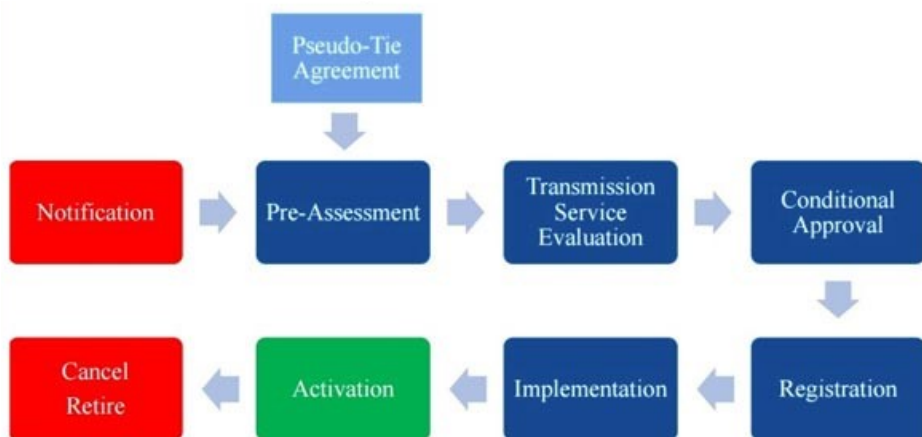 Pseudo-Tie
Agreement
Notification
Pre-Assessment
Transmission
Service
Evaluation
Conditional
Approval
Cancel
Retire
Activation
Implementation
Registration